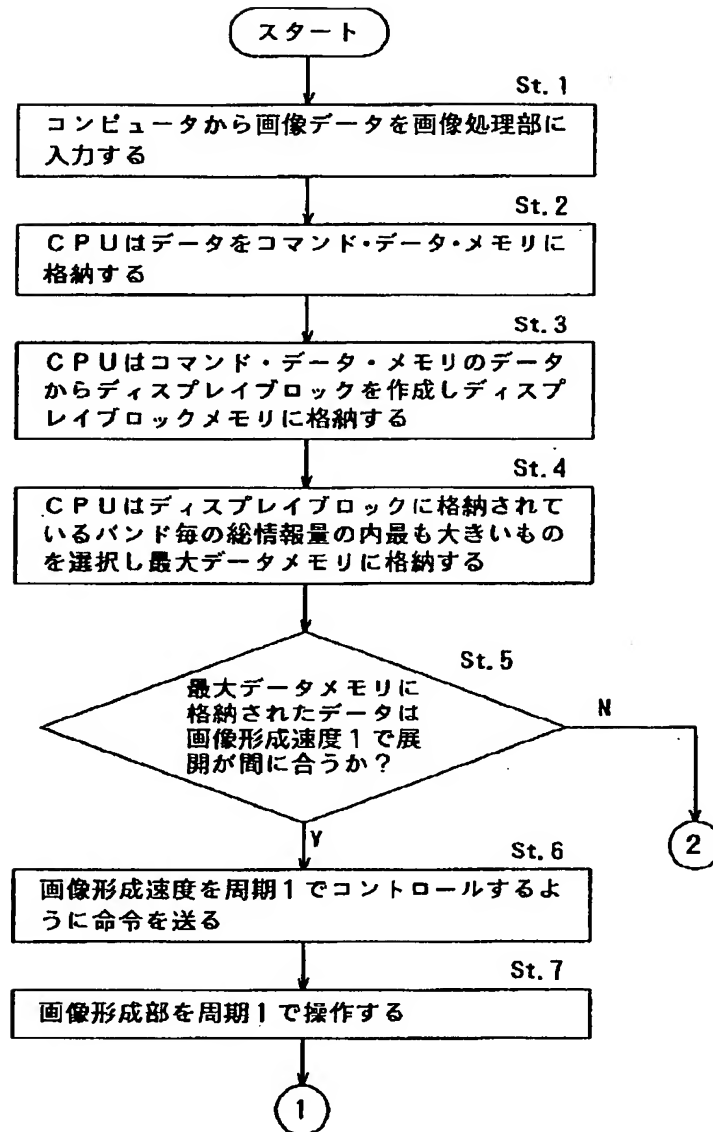 スタート
St.1
コンピュータから画像データを画像処理部に
入力する
St.2
CPUはデータをコマンド・データ・メモリに
格納する
St.3
CPUはコマンド・データ・メモリのデータ
からディスプレイブロックを作成しディスプ
レイブロックメモリに格納する
St.4
CPUはディスプレイブロックに格納されて
いるバンド毎の総情報量の内最も大きいもの
を選択し最大データメモリに格納する
St.5
最大データメモリに
格納されたデータは
画像形成速度1で展
開が間に合うか?
N
2
Y
St.6
画像形成速度を周期1でコントロールするよ
うに命令を送る
St.7
画像形成部を周期1で操作する
1